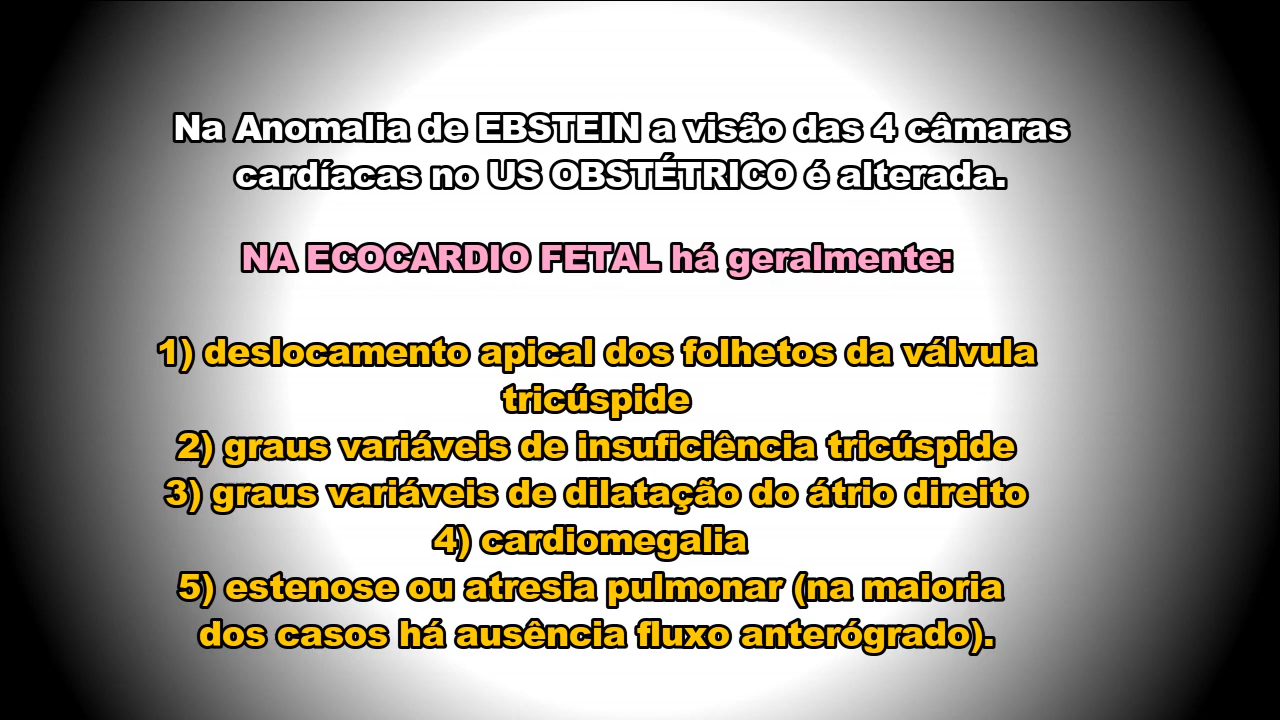 Na Anomalia de EBSTEIN a visão das 4 câmaras
cardíacas no US OBSTÉTRICO é alterada.
NA ECOCARDIO FETAL há geralmente:
1) deslocamento apical dos folhetos da válvula
tricúspide
2) graus variáveis de insuficiência tricúspide
3) graus variáveis de dilatação do átrio direito
4) cardiomegalia
5) estenose ou atresia pulmonar (na maioria
dos casos há ausência fluxo anterógrado).